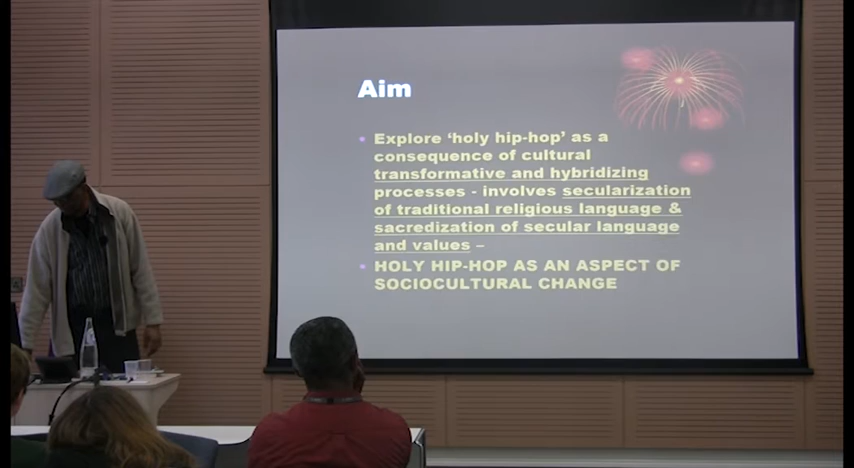 Aim
Explore ‘holy hip-hop’ as a
consequence of cultural
transformative and hybridizing
processes - involves secularization
of traditional religious language &
sacredization of secular language
and values –
HOLY HIP-HOP AS AN ASPECT OF
SOCIOCULTURAL CHANGE